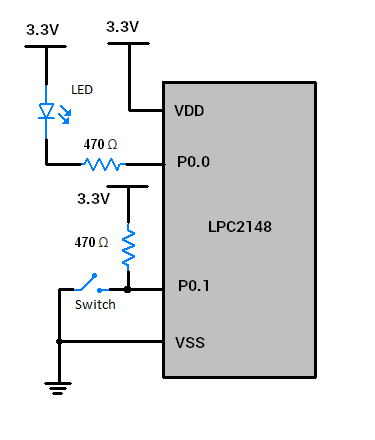 3.3V
3.3V
LED
VDD
470 Ω
P0.0
3.3V
LPC2148
470 Ω
P0.1
Switch
VSS